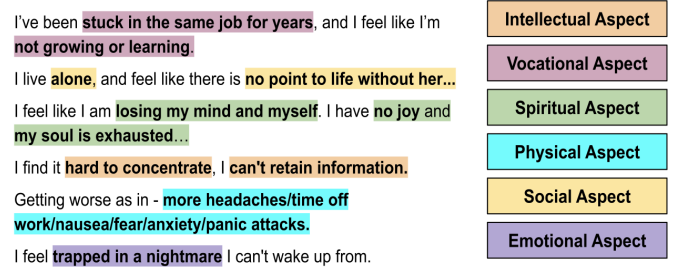 I've been stuck in the same job for years, and I feel like I'm
not growing or learning.
I live alone, and feel like there is no point to life without her...
I feel like I am losing my mind and myself. I have no joy and
my soul is exhausted…
I find it hard to concentrate, I can't retain information.
Getting worse as in - more headaches/time off
work/nausea/fear/anxiety/panic attacks.
I feel trapped in a nightmare I can't wake up from.
Intellectual Aspect
Vocational Aspect
Spiritual Aspect
Physical Aspect
Social Aspect
Emotional Aspect